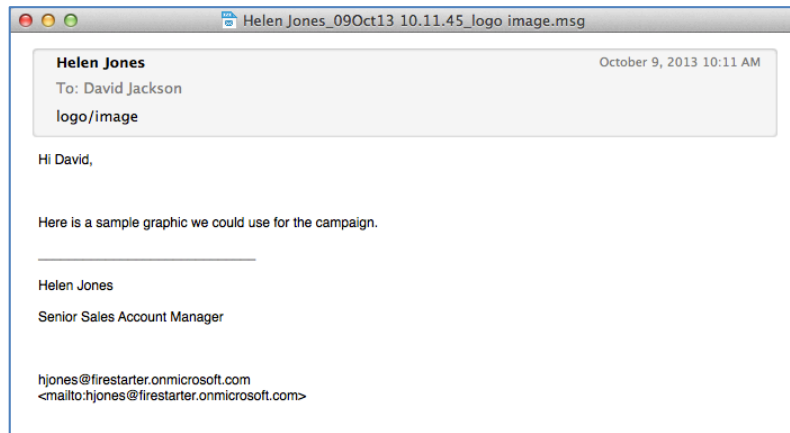 Helen Jones_09Oct13 10.11.45_logo image.msg
Helen Jones
October 9, 2013 10:11 AM
To: David Jackson
logo/image
Hi David,
Here is a sample graphic we could use for the campaign.
Helen Jones
Senior Sales Account Manager
hjones@firestarter.onmicrosoft.com
<mailto:hjones@firestarter.onmicrosoft.com>